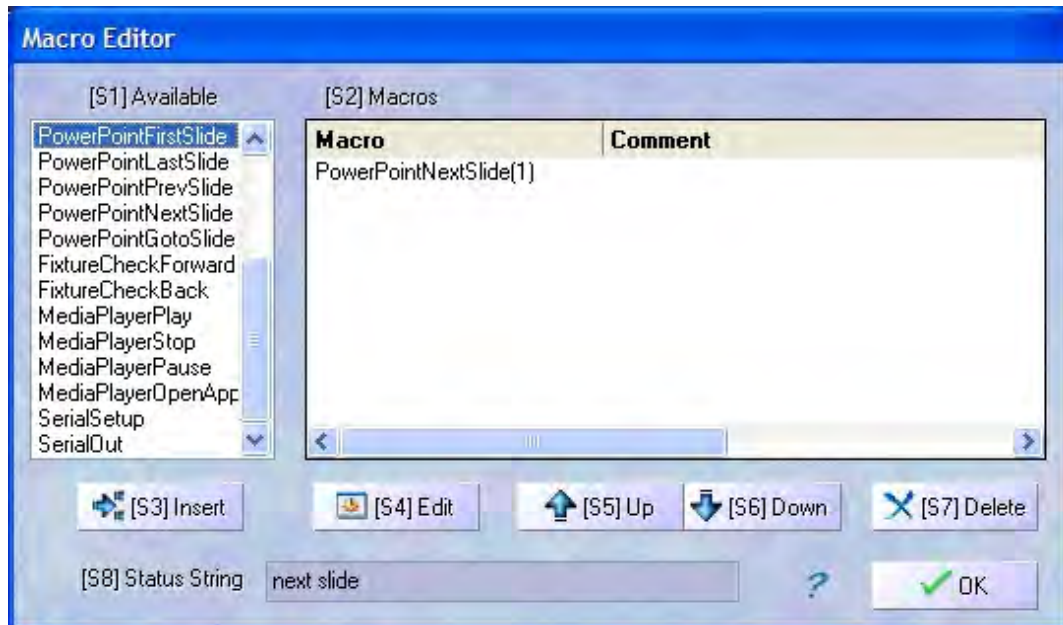 Macro Editor
[S1] Available
[S2] Macros
PowerPointFirstSlide
PowerPointLastSlide
PowerPointPrevSlide
PowerPointNextSlide
PowerPointGotoSlide
FixtureCheckForward
FixtureCheckBack
MediaPlayerPlay
MediaPlayerStop
MediaPlayerPause
MediaPlayerOpenApp
SerialSetup
SerialOut
Macro Comment
PowerPointNextSlide(1)
[S3] Insert
[S4] Edit
[S5] Up
[S6] Down
[S7] Delete
[S8] Status String next slide
?
OK